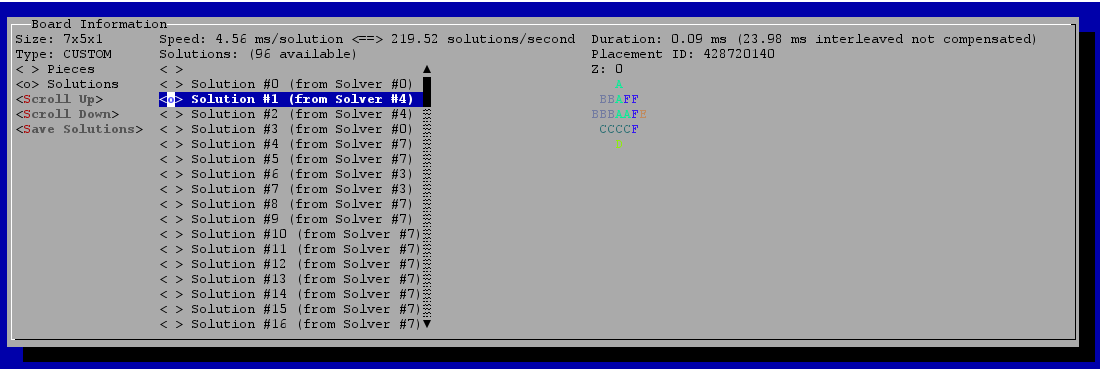 Board Information
Size: 7x5x1 Speed: 4.56 ms/solution <==> 219.52 solutions/second Duration: 0.09 ms (23.98 ms interleaved not compensated)
Type: CUSTOM Solutions: (96 available) Placement ID: 428720140
< > Pieces < > ▲ Z: 0
<o> Solutions < > Solution #0 (from Solver #0) A
<Scroll Up> <o> Solution #1 (from Solver #4) BBAFF
<Scroll Down> < > Solution #2 (from Solver #4) BBBAAFE
<Save Solutions> < > Solution #3 (from Solver #0) CCCCF
< > Solution #4 (from Solver #7) D
< > Solution #5 (from Solver #7)
< > Solution #6 (from Solver #3)
< > Solution #7 (from Solver #3)
< > Solution #8 (from Solver #7)
< > Solution #9 (from Solver #7)
< > Solution #10 (from Solver #7)
< > Solution #11 (from Solver #7)
< > Solution #12 (from Solver #7)
< > Solution #13 (from Solver #7)
< > Solution #14 (from Solver #7)
< > Solution #15 (from Solver #7)
< > Solution #16 (from Solver #7) ▼